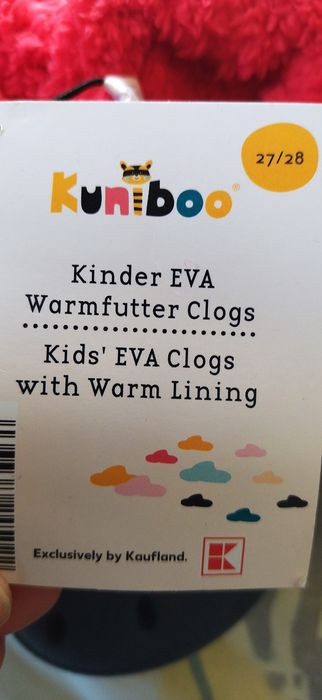 27/28
Kuniboo®
Kinder EVA
Warmfutter Clogs
Kids' EVA Clogs
with Warm Lining
Exclusively by Kaufland.